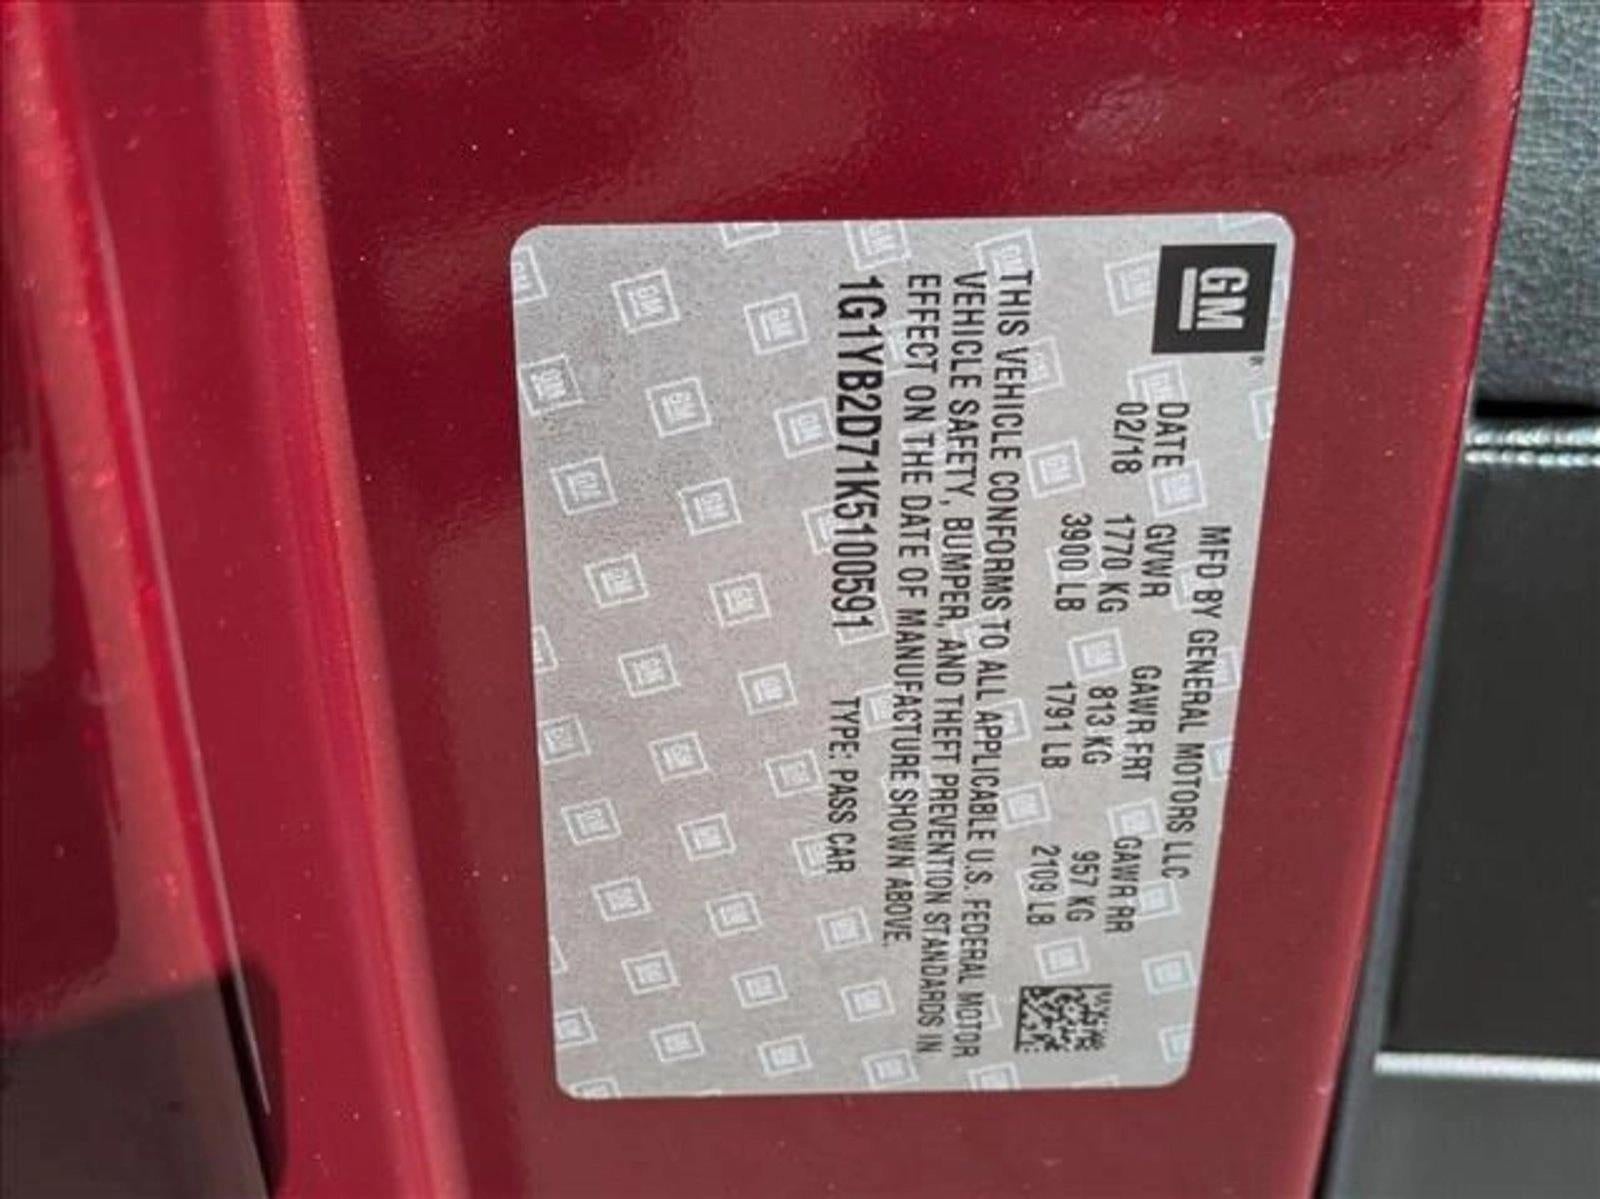 GM
MFD BY GENERAL MOTORS LLC
DATE GVWR GAWR FRT GAWR RR
02/18 1770 KG 813 KG 957 KG
3900 LB 1791 LB 2109 LB
THIS VEHICLE CONFORMS TO ALL APPLICABLE U.S. FEDERAL MOTOR
VEHICLE SAFETY, BUMPER, AND THEFT PREVENTION STANDARDS IN
EFFECT ON THE DATE OF MANUFACTURE SHOWN ABOVE.
1G1YB2D71K5100591 TYPE: PASS CAR